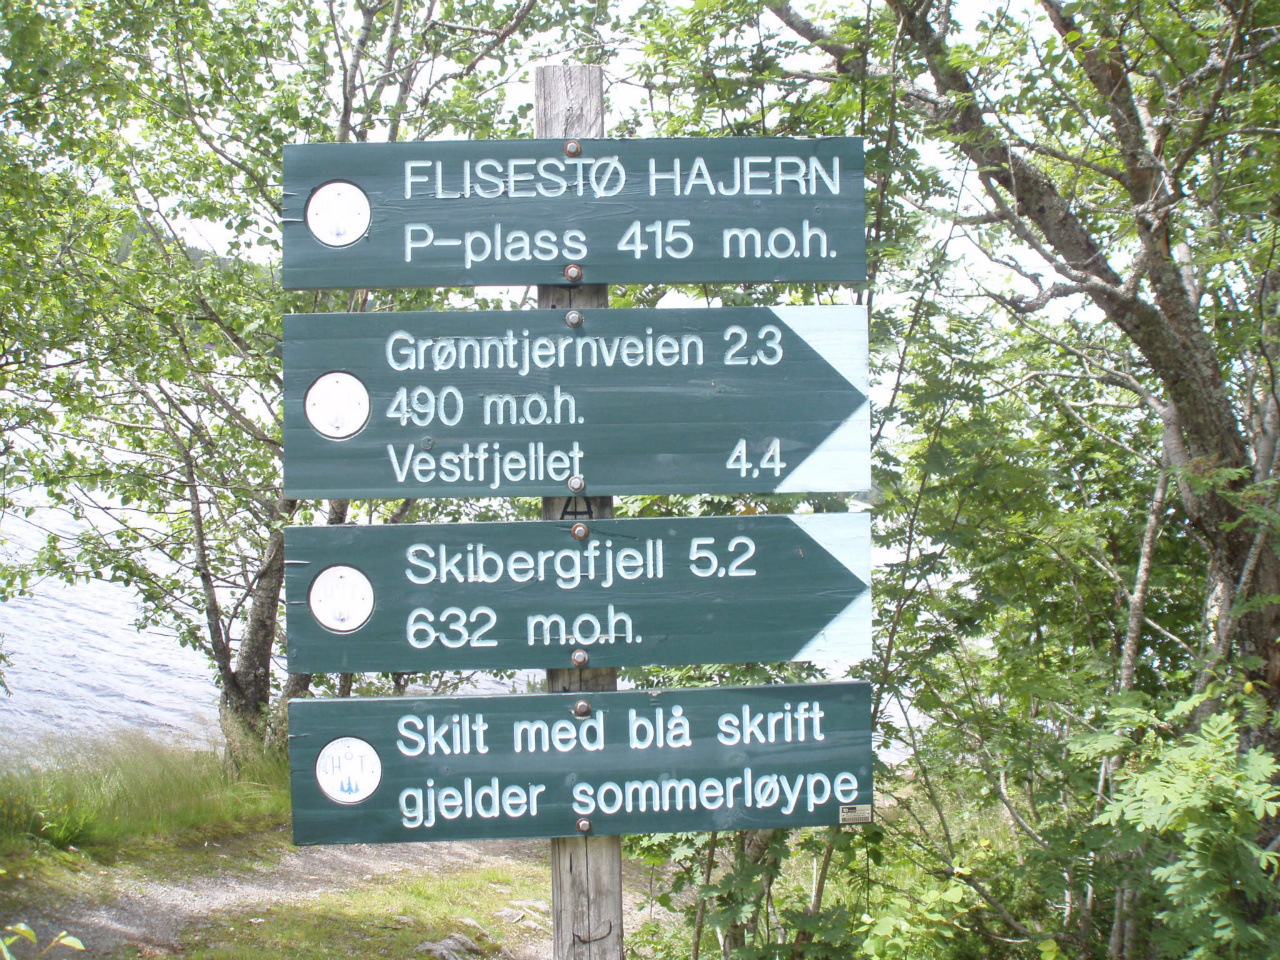 FLISESTØ HAJERN
P-plass 415 m.o.h.
Grønntjernveien 2.3
490 m.o.h.
Vestfjellet 4.4
Skibergfjell 5.2
632 m.o.h.
Skilt med blå skrift
gjelder sommerløype